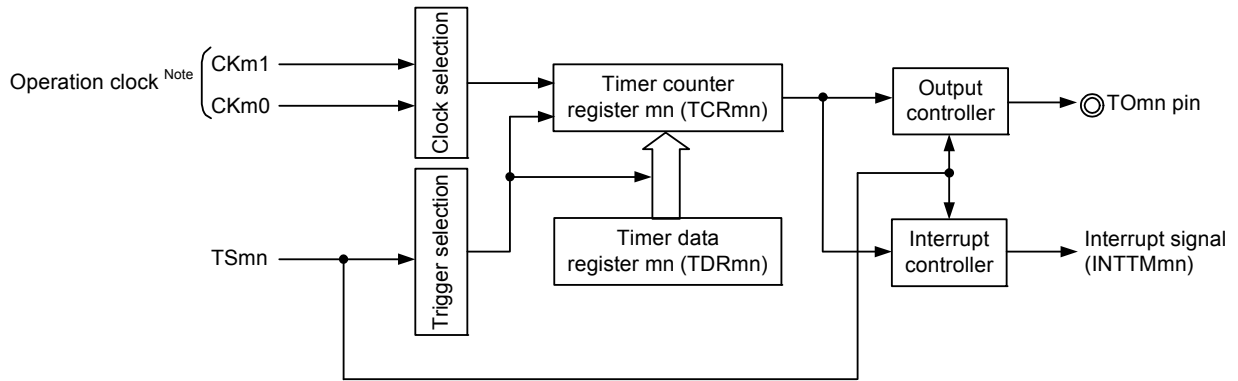 Operation clock Note
CKm1
CKm0
Clock selection
Timer counter
register mn (TCRmn)
Output
controller
TOmn pin
TSmn
Trigger selection
Timer data
register mn (TDRmn)
Interrupt
controller
Interrupt signal
(INTTMmn)